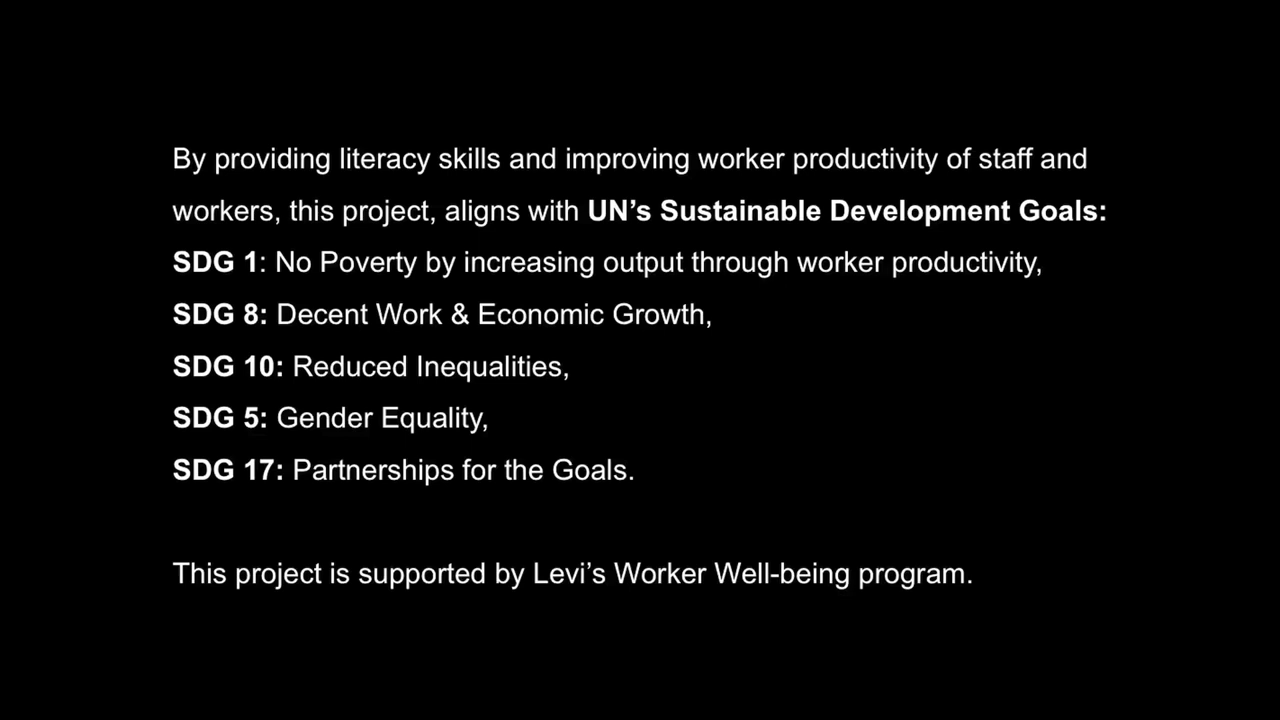 By providing literacy skills and improving worker productivity of staff and
workers, this project, aligns with UN’s Sustainable Development Goals:
SDG 1: No Poverty by increasing output through worker productivity,
SDG 8: Decent Work & Economic Growth,
SDG 10: Reduced Inequalities,
SDG 5: Gender Equality,
SDG 17: Partnerships for the Goals.
This project is supported by Levi’s Worker Well-being program.